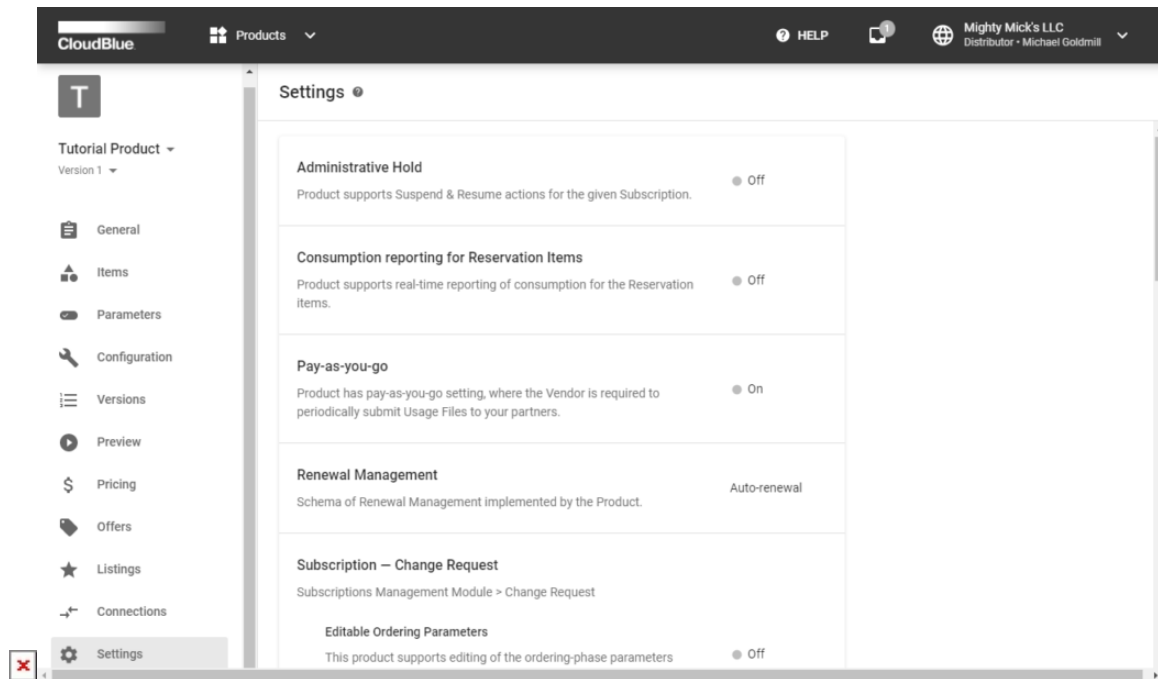 CloudBlue
Products
HELP
1
Mighty Mick's LLC
Distributor • Michael Goldmill
T
Tutorial Product
Version 1
General
Items
Parameters
Configuration
Versions
Preview
Pricing
Offers
Listings
Connections
Settings
Settings
Administrative Hold
Product supports Suspend & Resume actions for the given Subscription.
Off
Consumption reporting for Reservation Items
Product supports real-time reporting of consumption for the Reservation
items.
Off
Pay-as-you-go
Product has pay-as-you-go setting, where the Vendor is required to
periodically submit Usage Files to your partners.
On
Renewal Management
Schema of Renewal Management implemented by the Product.
Auto-renewal
Subscription — Change Request
Subscriptions Management Module > Change Request
Editable Ordering Parameters
This product supports editing of the ordering-phase parameters
Off